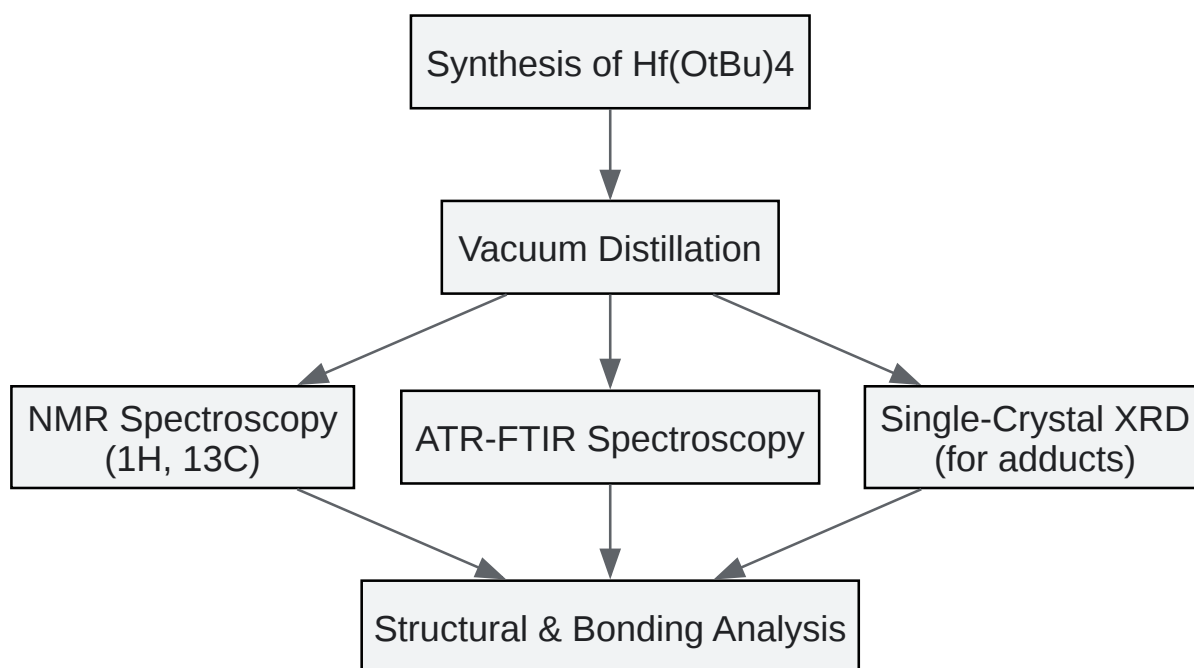 Synthesis of Hf(OtBu)4
Vacuum Distillation
NMR Spectroscopy
(1H, 13C)
ATR-FTIR Spectroscopy
Single-Crystal XRD
(for adducts)
Structural & Bonding Analysis